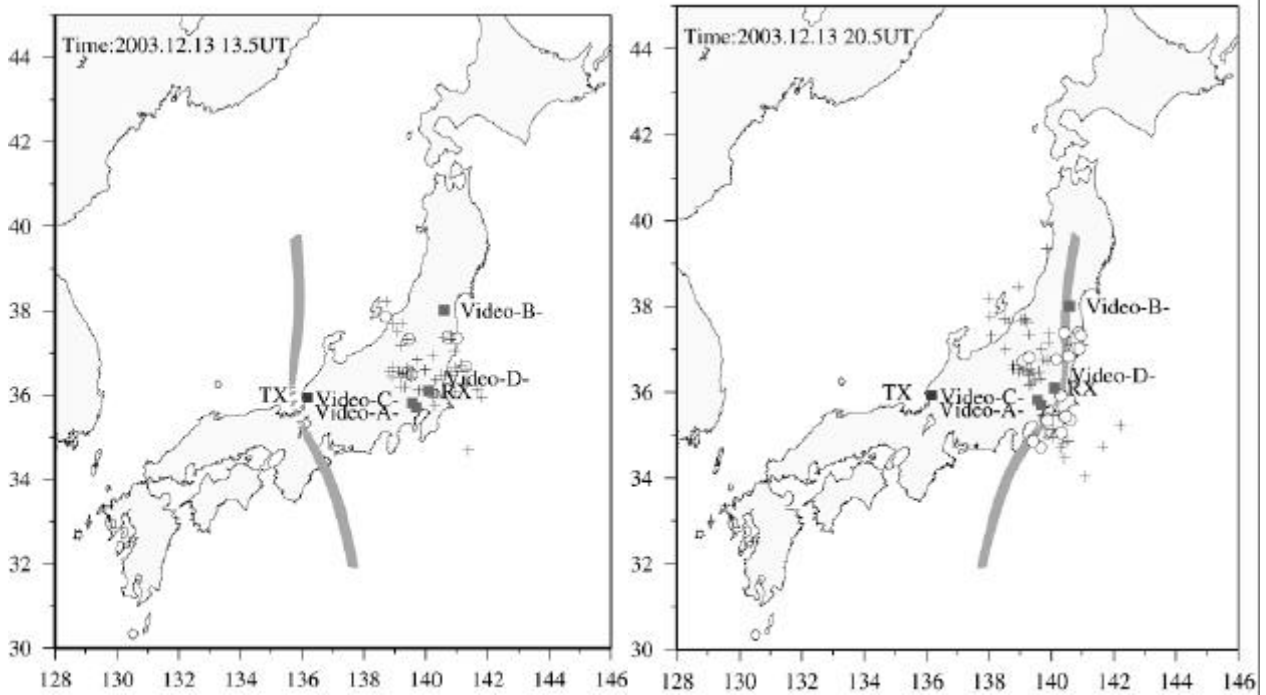 Time:2003.12.13 13.5UT
44
42
40
38
36
34
32
30
128 130 132 134 136 138 140 142 144 146
Video-B-
Video-D-
TX
Video-C-
RX
Video-A-
Time:2003.12.13 20.5UT
44
42
40
38
36
34
32
30
128 130 132 134 136 138 140 142 144 146
Video-B-
Video-D-
TX
Video-C-
RX
Video-A-